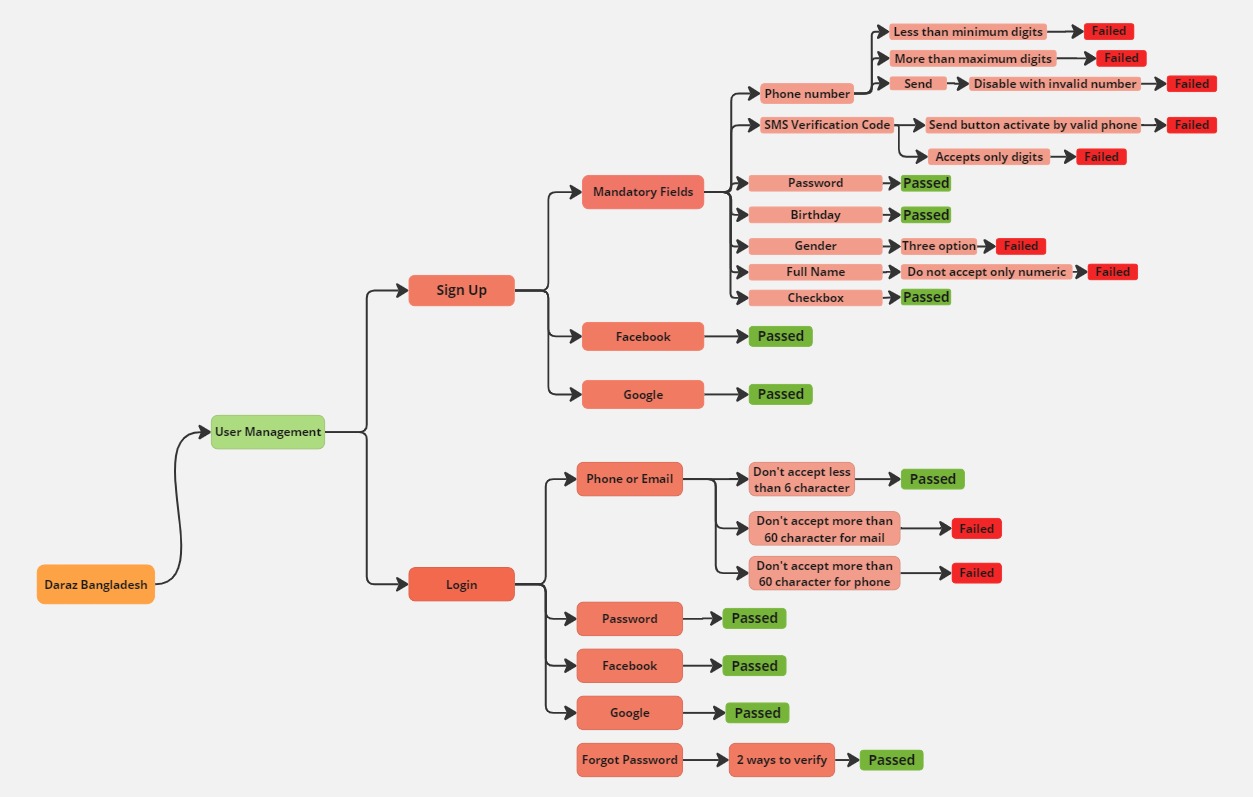 Less than minimum digits
Failed
More than maximum digits
Failed
Send
Disable with invalid number
Failed
Phone number
SMS Verification Code
Send button activate by valid phone
Failed
Accepts only digits
Failed
Mandatory Fields
Password
Passed
Birthday
Passed
Gender
Three option
Failed
Full Name
Do not accept only numeric
Failed
Checkbox
Passed
Sign Up
Facebook
Passed
Google
Passed
User Management
Daraz Bangladesh
Login
Phone or Email
Don't accept less
than 6 character
Passed
Don't accept more than
60 character for mail
Failed
Don't accept more than
60 character for phone
Failed
Password
Passed
Facebook
Passed
Google
Passed
Forgot Password
2 ways to verify
Passed